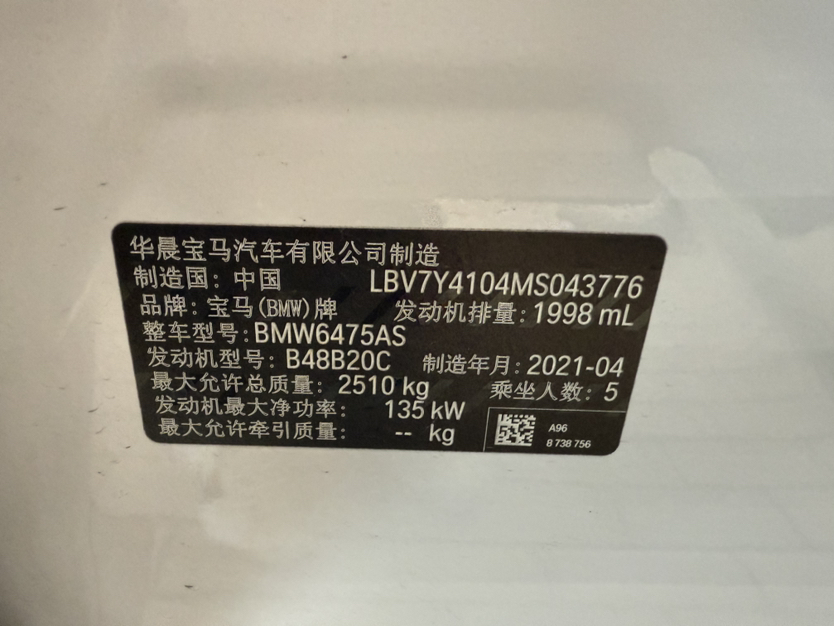 华晨宝马汽车有限公司制造
制造国：中国 LBV7Y4104MS043776
品牌：宝马(BMW)牌 发动机排量：1998 mL
整车型号：BMW6475AS
发动机型号：B48B20C 制造年月：2021-04
最大允许总质量：2510 kg 乘坐人数：5
发动机最大净功率：135 kW
最大允许牵引质量：-- kg
A96
8 738 756